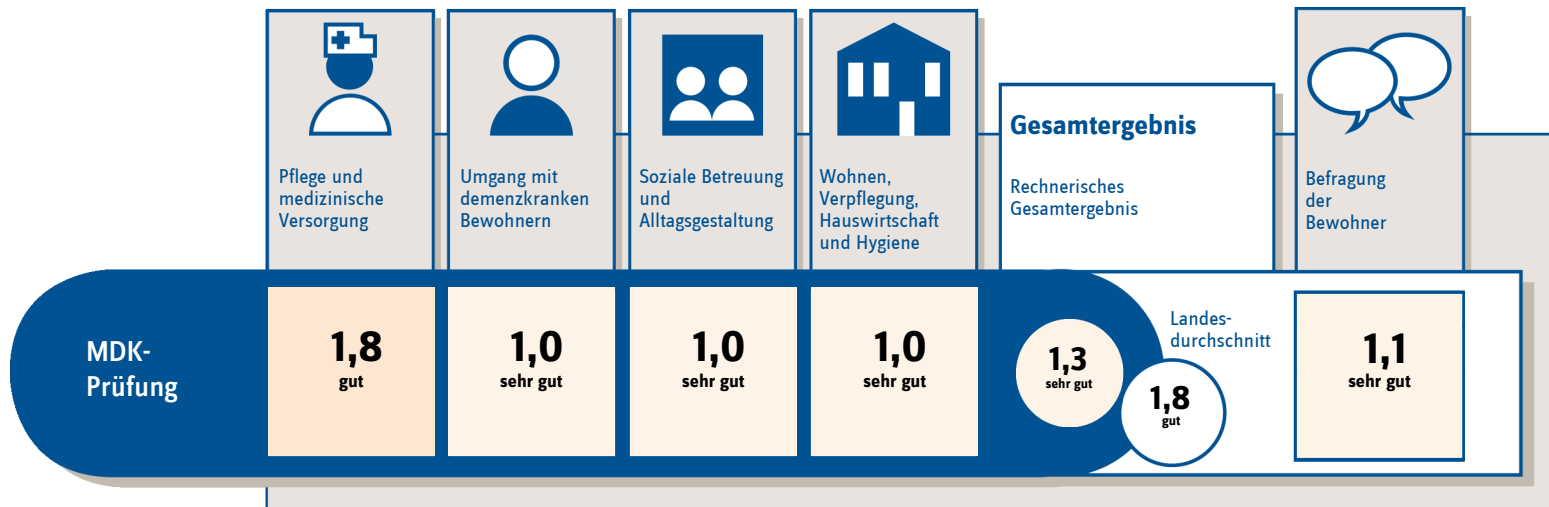 Pflege und
medizinische
Versorgung
Umgang mit
demenzkranken
Bewohnern
Soziale Betreuung
und
Alltagsgestaltung
Wohnen,
Verpflegung,
Hauswirtschaft
und Hygiene
Gesamtergebnis
Rechnerisches
Gesamtergebnis
Befragung
der
Bewohner
MDK-
Prüfung
1,8
gut
1,0
sehr gut
1,0
sehr gut
1,0
sehr gut
1,3
sehr gut
Landes-
durchschnitt
1,8
gut
1,1
sehr gut